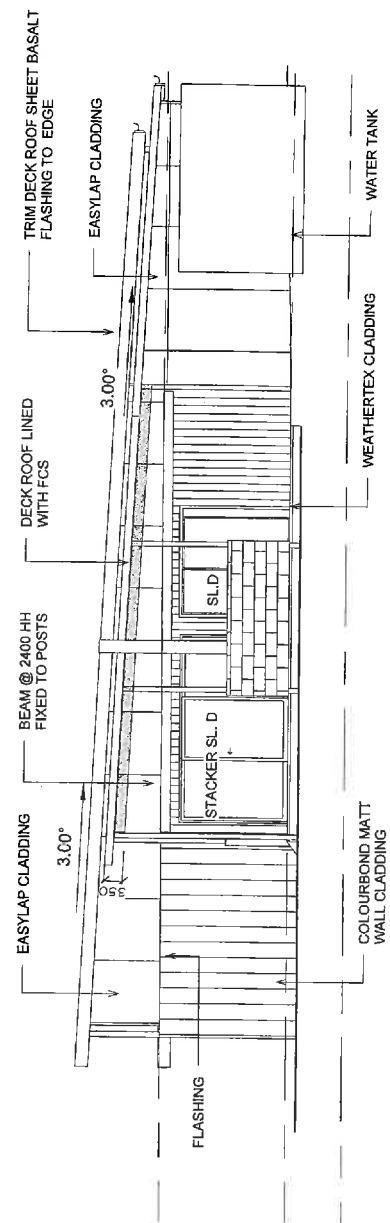 EASYLAP CLADDING
BEAM @ 2400 HH
FIXED TO POSTS
DECK ROOF LINED
WITH FCS
TRIM DECK ROOF SHEET BASALT
FLASHING TO EDGE
EASYLAP CLADDING
3.00°
3.00°
350
STACKER SL. D
SL.D
FLASHING
COLOURBOND MATT
WALL CLADDING
WEATHERTEX CLADDING
WATER TANK